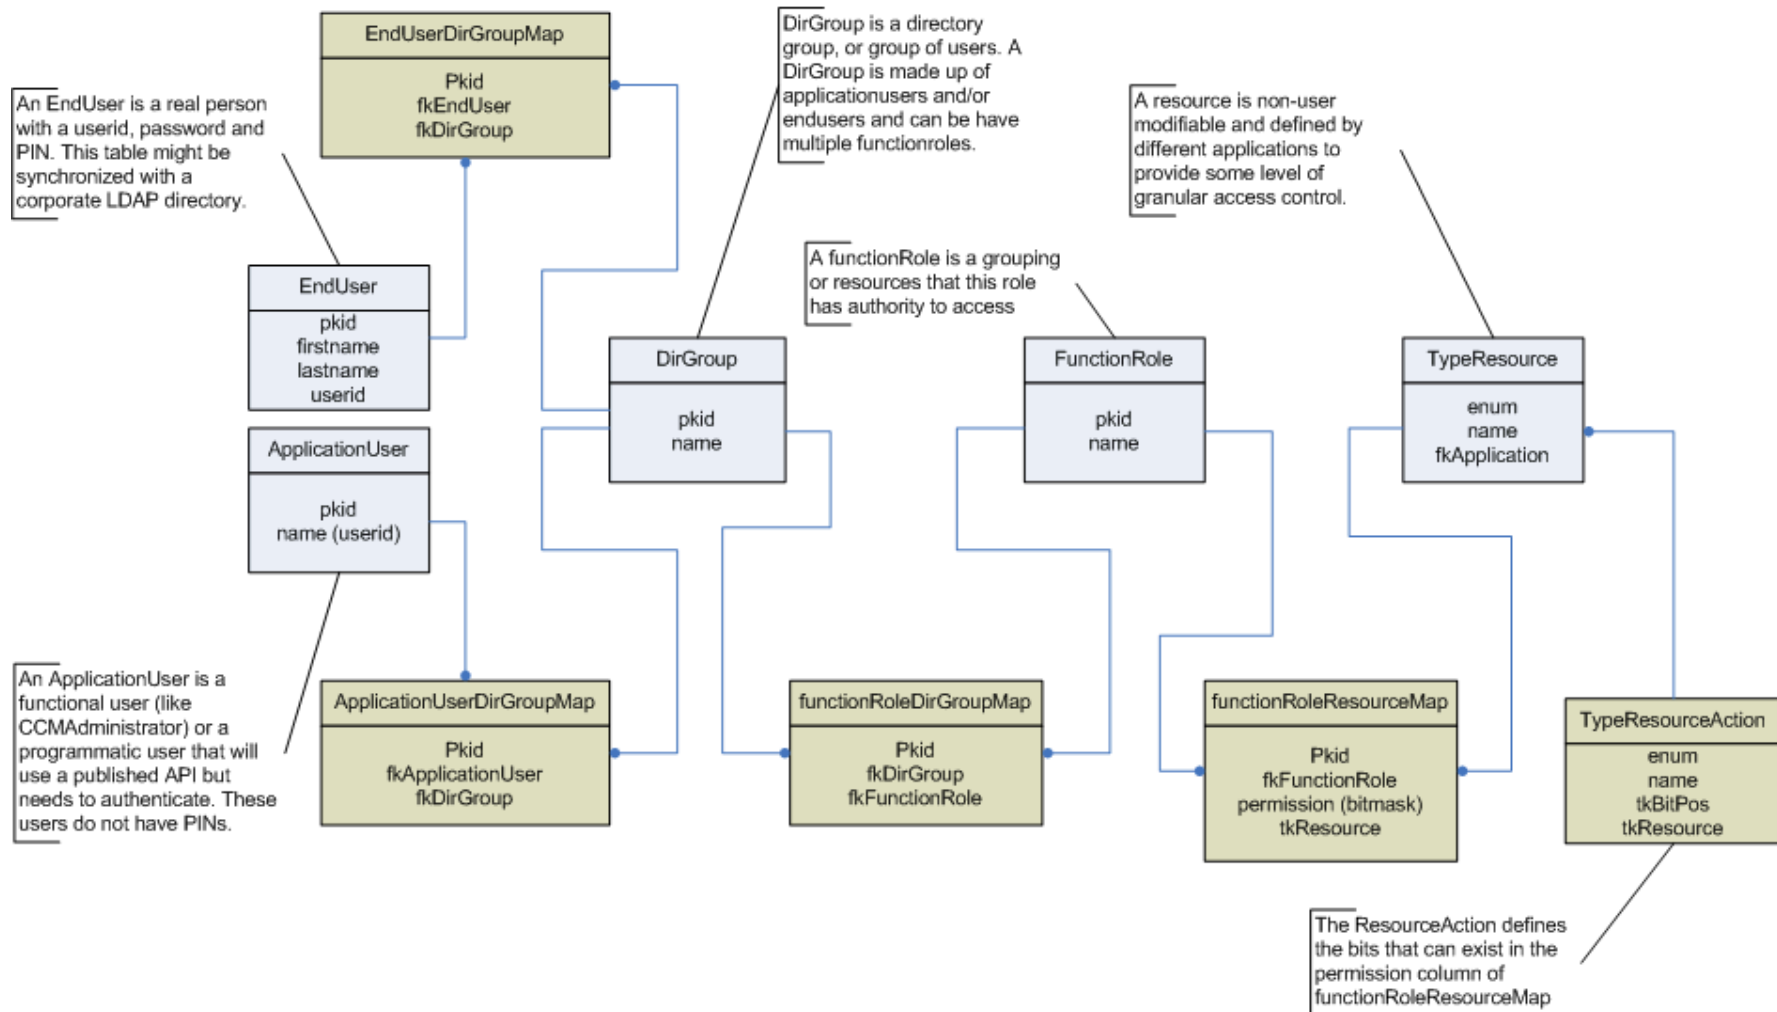 EndUserDirGroupMap
Pkid
fkEndUser
fkDirGroup
DirGroup is a directory
group, or group of users. A
DirGroup is made up of
applicationusers and/or
endusers and can be have
multiple functionroles.
An EndUser is a real person
with a userid, password and
PIN. This table might be
synchronized with a
corporate LDAP directory.
A resource is non-user
modifiable and defined by
different applications to
provide some level of
granular access control.
A functionRole is a grouping
or resources that this role
has authority to access
EndUser
pkid
firstname
lastname
userid
DirGroup
pkid
name
FunctionRole
pkid
name
TypeResource
enum
name
fkApplication
ApplicationUser
pkid
name (userid)
An ApplicationUser is a
functional user (like
CCMAdministrator) or a
programmatic user that will
use a published API but
needs to authenticate. These
users do not have PINs.
ApplicationUserDirGroupMap
Pkid
fkApplicationUser
fkDirGroup
functionRoleDirGroupMap
Pkid
fkDirGroup
fkFunctionRole
functionRoleResourceMap
Pkid
fkFunctionRole
permission (bitmask)
tkResource
TypeResourceAction
enum
name
tkBitPos
tkResource
The ResourceAction defines
the bits that can exist in the
permission column of
functionRoleResourceMap